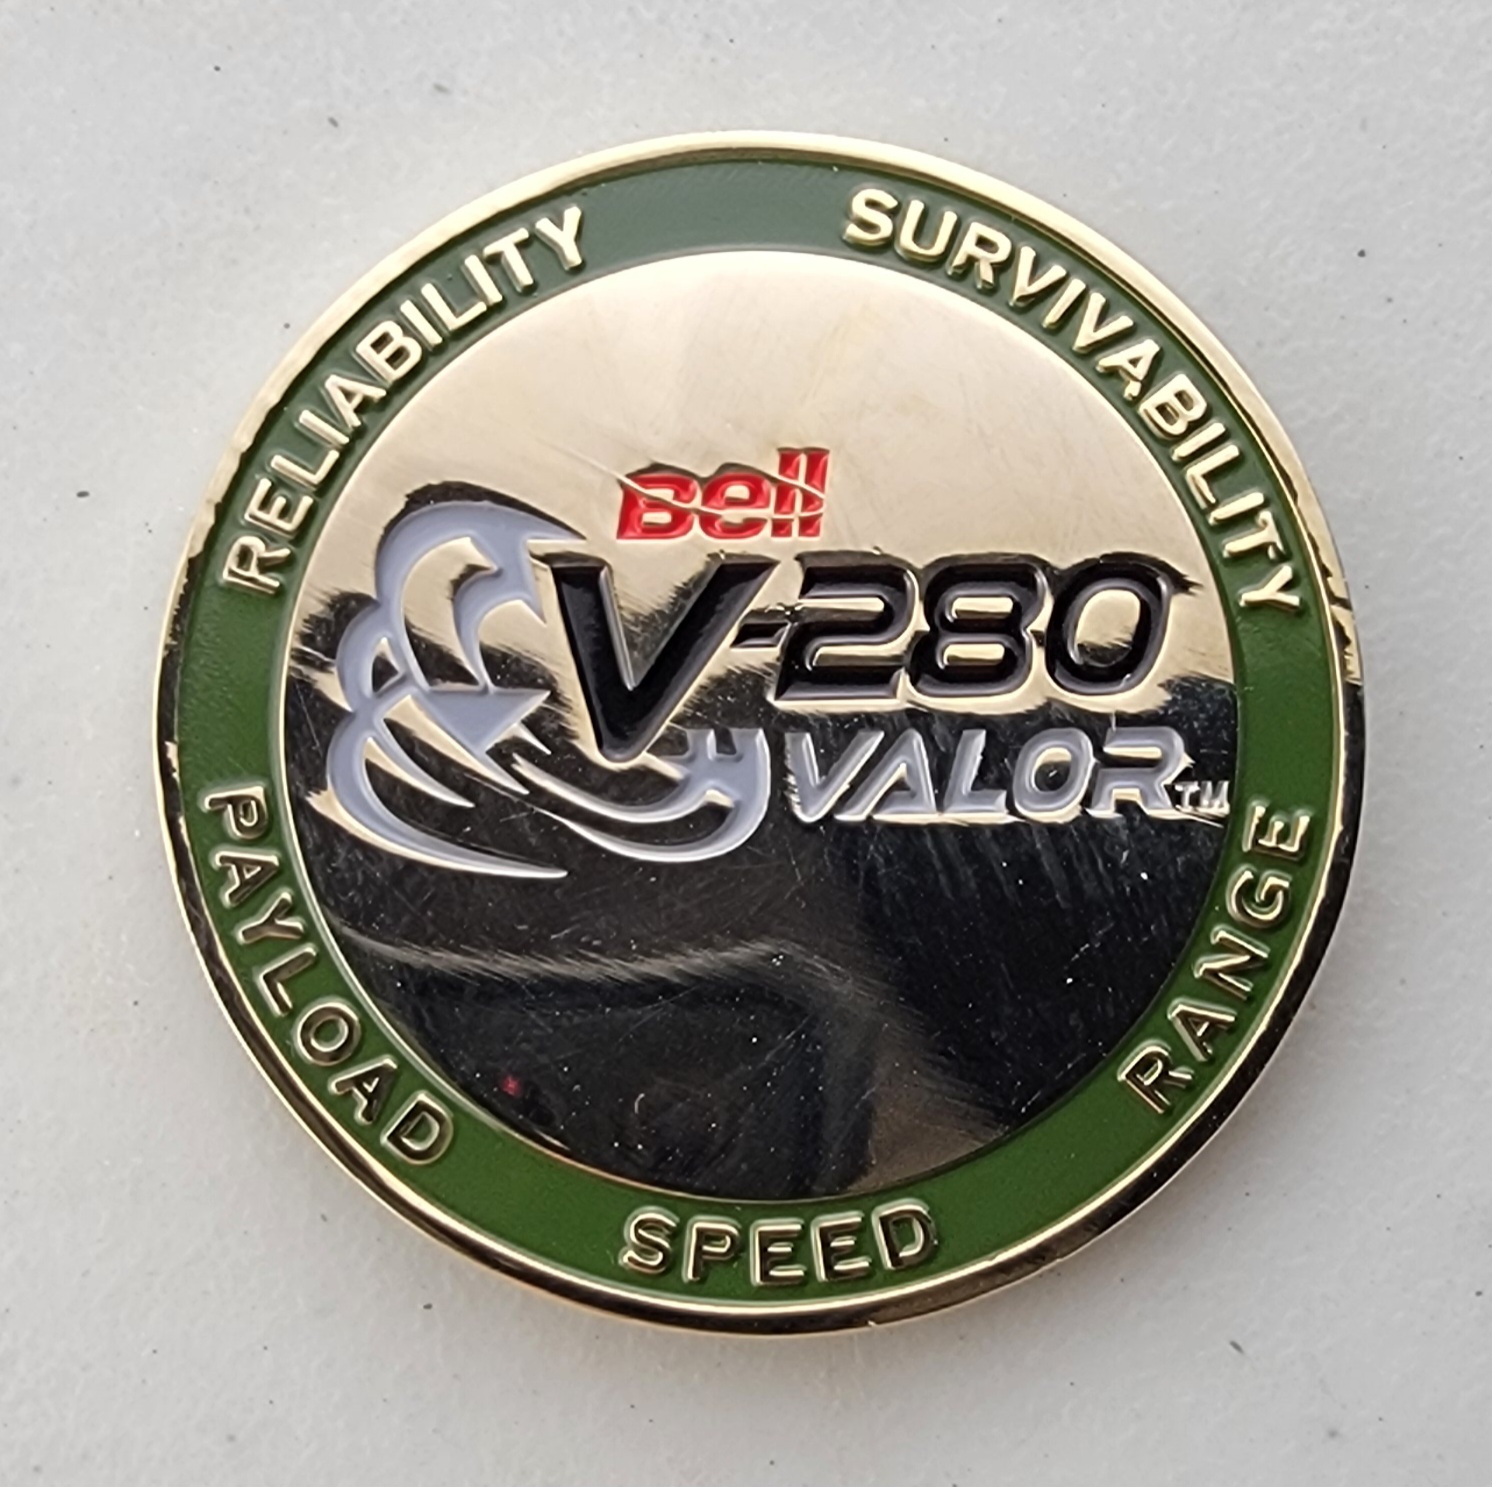 RELIABILITY
SURVIVABILITY
Bell
V-280
VALOR™
PAYLOAD
SPEED
RANGE